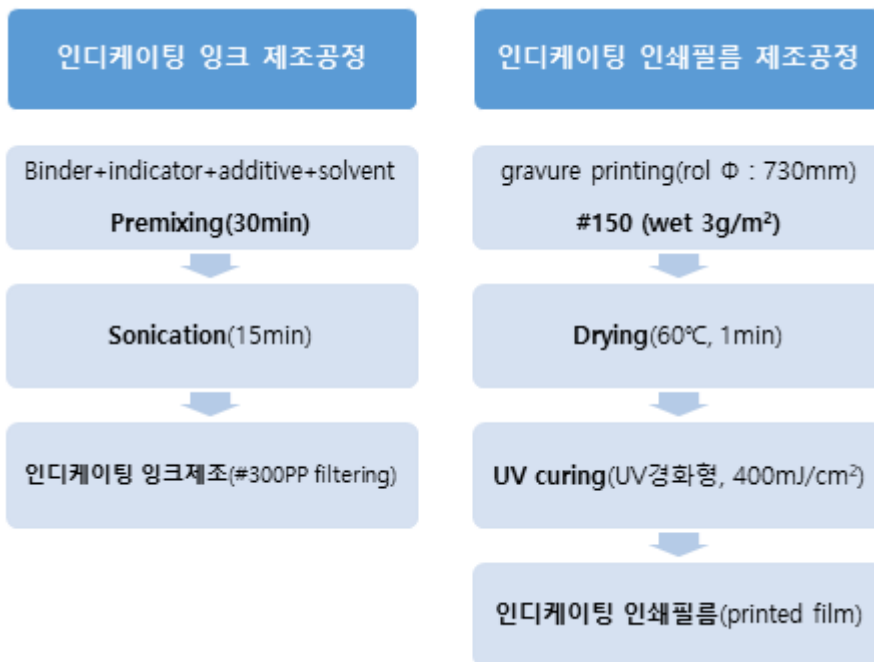 인디케이팅 잉크 제조공정
Binder+indicator+additive+solvent
Premixing(30min)
Sonication(15min)
인디케이팅 잉크제조(#300PP filtering)
인디케이팅 인쇄필름 제조공정
gravure printing(rol Φ : 730mm)
#150 (wet 3g/m²)
Drying(60℃, 1min)
UV curing(UV경화형, 400mJ/cm²)
인디케이팅 인쇄필름(printed film)